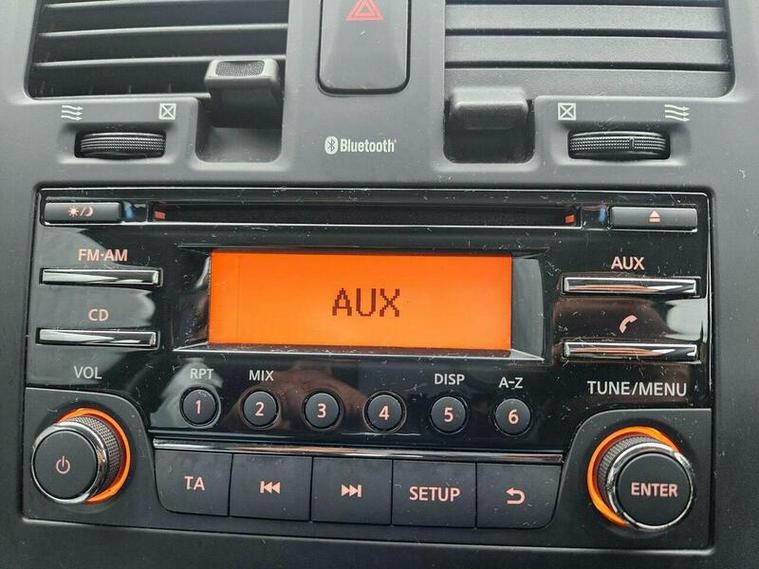 Bluetooth®
FM·AM
AUX
AUX
CD
VOL
RPT
MIX
DISP
A-Z
TUNE/MENU
1
2
3
4
5
6
TA
SETUP
ENTER